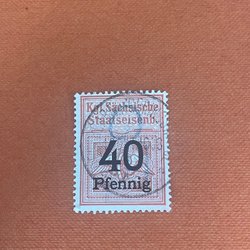 Kgl. Sächsische
Staatseisenb.
40
Pfennig